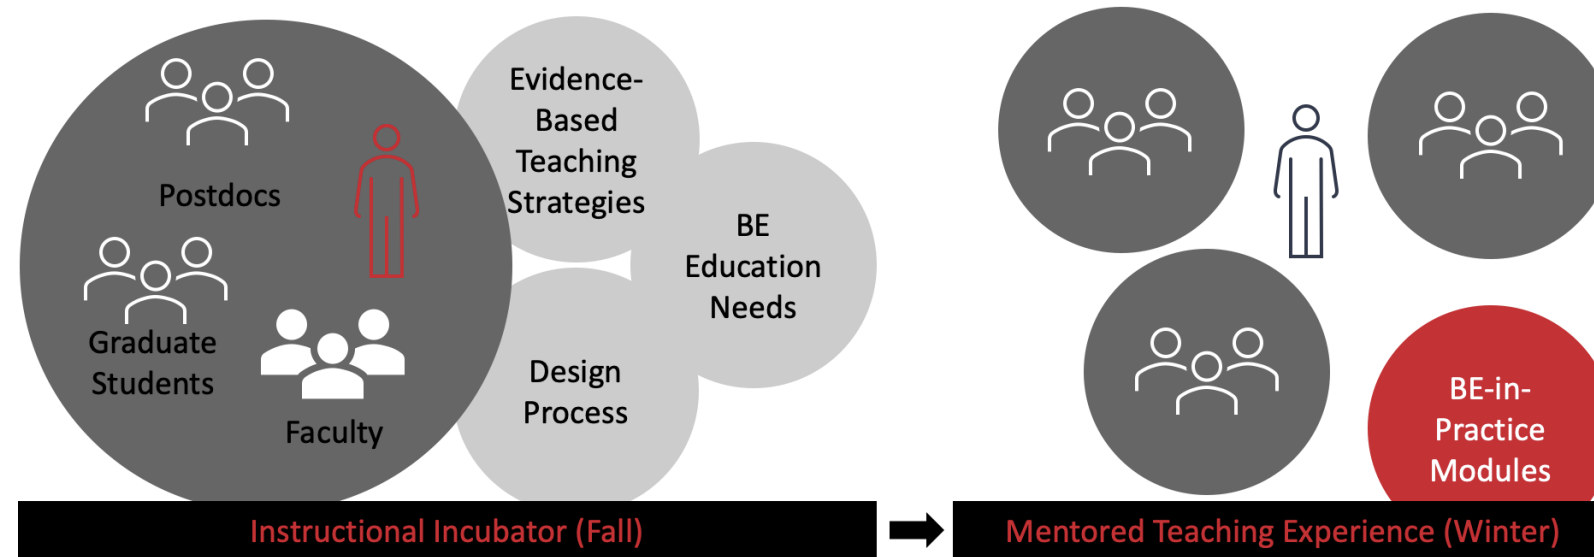 Postdocs
Graduate
Students
Faculty
Evidence-
Based
Teaching
Strategies
BE
Education
Needs
Design
Process
Instructional Incubator (Fall)
BE-in-
Practice
Modules
Mentored Teaching Experience (Winter)